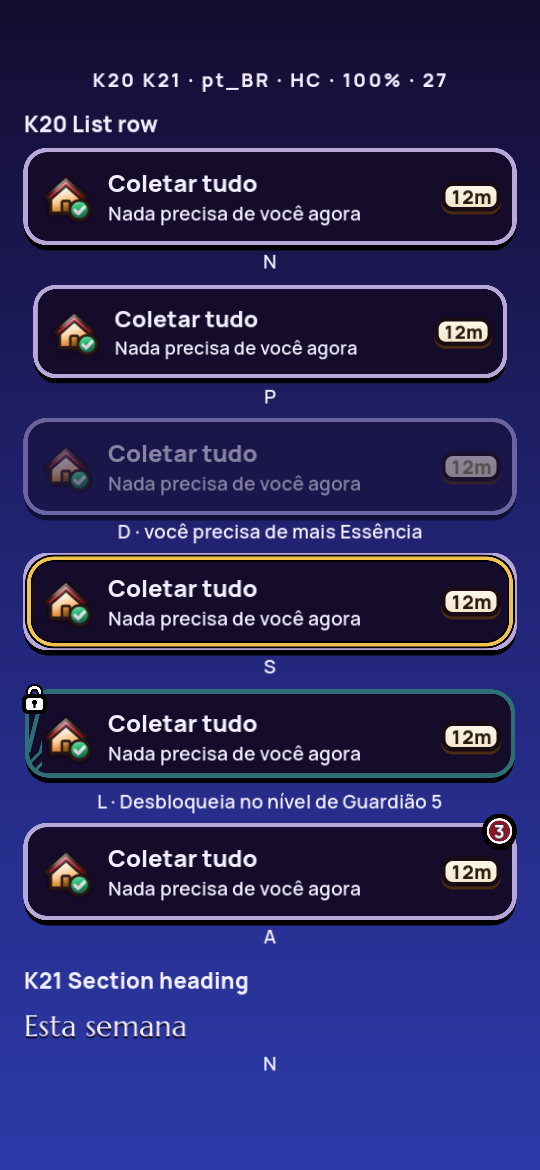 K20 K21 · pt_BR · HC · 100% · 27
K20 List row
Coletar tudo
Nada precisa de você agora
12m
N
Coletar tudo
Nada precisa de você agora
12m
P
Coletar tudo
Nada precisa de você agora
12m
D · você precisa de mais Essência
Coletar tudo
Nada precisa de você agora
12m
S
Coletar tudo
Nada precisa de você agora
12m
L · Desbloqueia no nível de Guardião 5
3
Coletar tudo
Nada precisa de você agora
12m
A
K21 Section heading
Esta semana
N